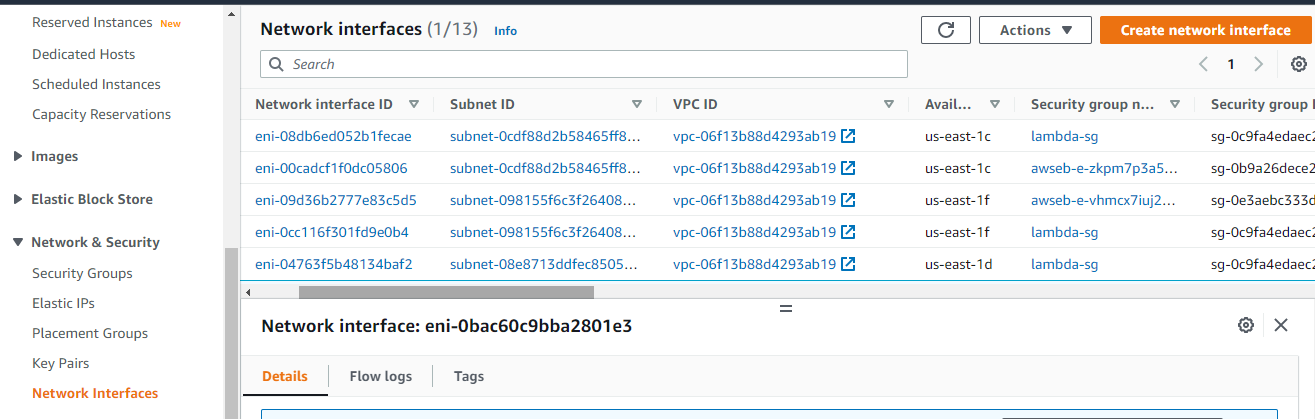 Reserved Instances New
Dedicated Hosts
Scheduled Instances
Capacity Reservations
Images
Elastic Block Store
Network & Security
Security Groups
Elastic IPs
Placement Groups
Key Pairs
Network Interfaces
Network interfaces (1/13) Info
Actions
Create network interface
Search
1
Network interface ID Subnet ID VPC ID Avail... Security group n... Security group
eni-08db6ed052b1fecae subnet-0cdf88d2b58465ff8... vpc-06f13b88d4293ab19 us-east-1c lambda-sg sg-0c9fa4edaec2
eni-00cadcf1f0dc05806 subnet-0cdf88d2b58465ff8... vpc-06f13b88d4293ab19 us-east-1c awseb-e-zkpm7p3a5... sg-0b9a26dece2
eni-09d36b2777e83c5d5 subnet-098155f6c3f26408... vpc-06f13b88d4293ab19 us-east-1f awseb-e-vhmcx7iuj2... sg-0e3aebc333d
eni-0cc116f301fd9e0b4 subnet-098155f6c3f26408... vpc-06f13b88d4293ab19 us-east-1f lambda-sg sg-0c9fa4edaec2
eni-04763f5b48134baf2 subnet-08e8713ddfec8505... vpc-06f13b88d4293ab19 us-east-1d lambda-sg sg-0c9fa4edaec2
Network interface: eni-0bac60c9bba2801e3
Details Flow logs Tags